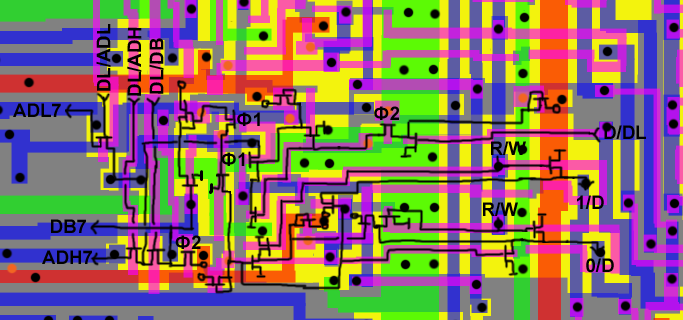 DL/ADL
DL/ADH
DL/DB
ADL7
Φ1
Φ2
D/DL
Φ1
R/W
1/D
R/W
DB7
Φ2
ADH7
0/D